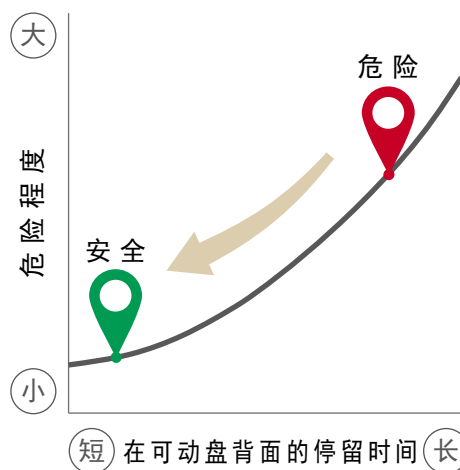 大
危险
危险程度
安全
小
短 在可动盘背面的停留时间 长